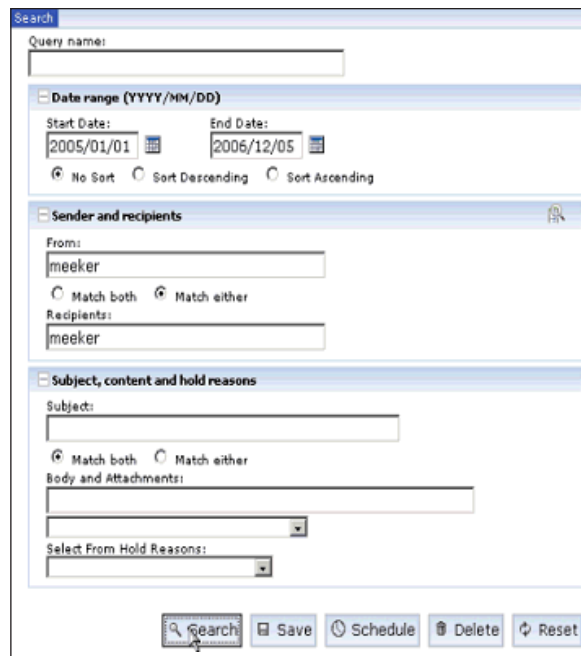 Search
Query name:
Date range (YYYY/MM/DD)
Start Date: End Date:
2005/01/01 2006/12/05
No Sort Sort Descending Sort Ascending
Sender and recipients
From:
meeker
Match both Match either
Recipients:
meeker
Subject, content and hold reasons
Subject:
Match both Match either
Body and Attachments:
Select From Hold Reasons:
Search Save Schedule Delete Reset